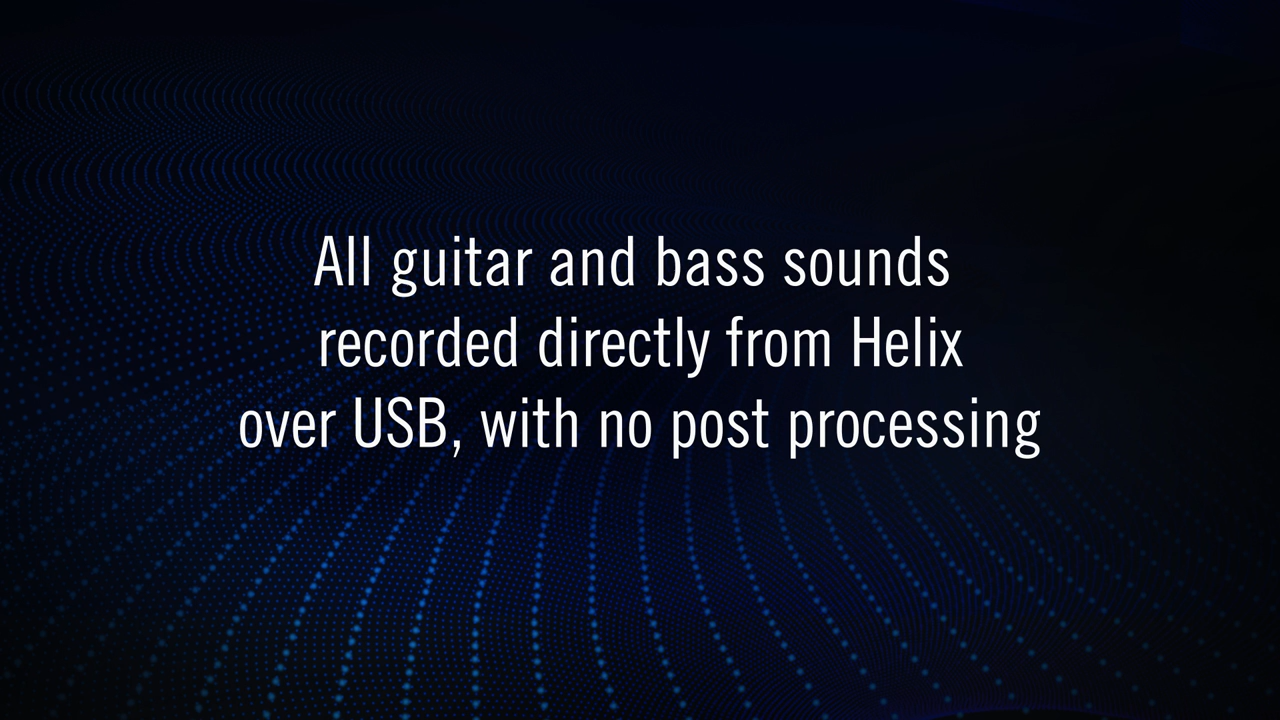 All guitar and bass sounds
recorded directly from Helix
over USB, with no post processing